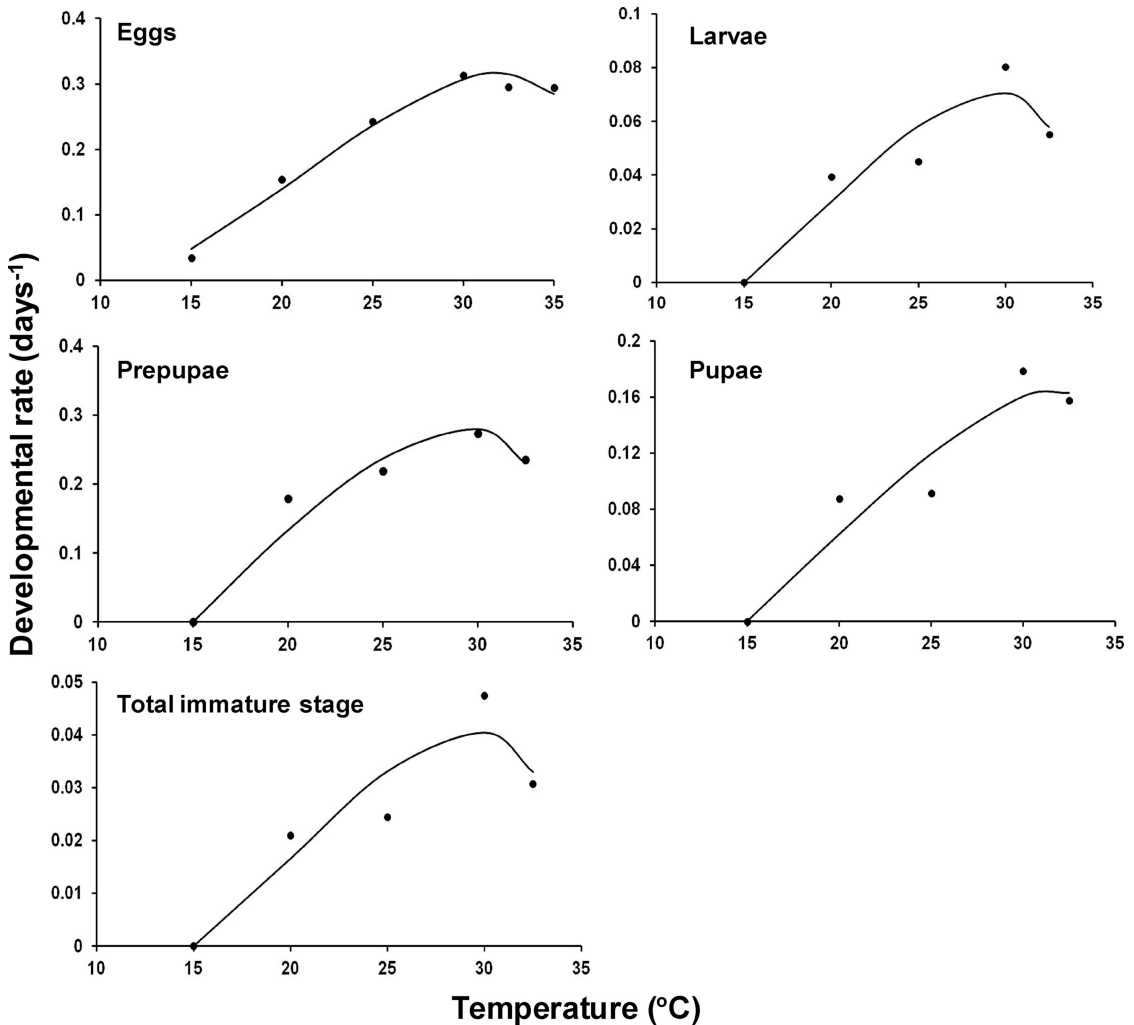 Developmental rate (days⁻¹)
Eggs
0.4
0.3
0.2
0.1
0
10 15 20 25 30 35
Larvae
0.1
0.08
0.06
0.04
0.02
0
10 15 20 25 30 35
Prepupae
0.4
0.3
0.2
0.1
0
10 15 20 25 30 35
Pupae
0.2
0.16
0.12
0.08
0.04
0
10 15 20 25 30 35
Total immature stage
0.05
0.04
0.03
0.02
0.01
0
10 15 20 25 30 35
Temperature (ºC)